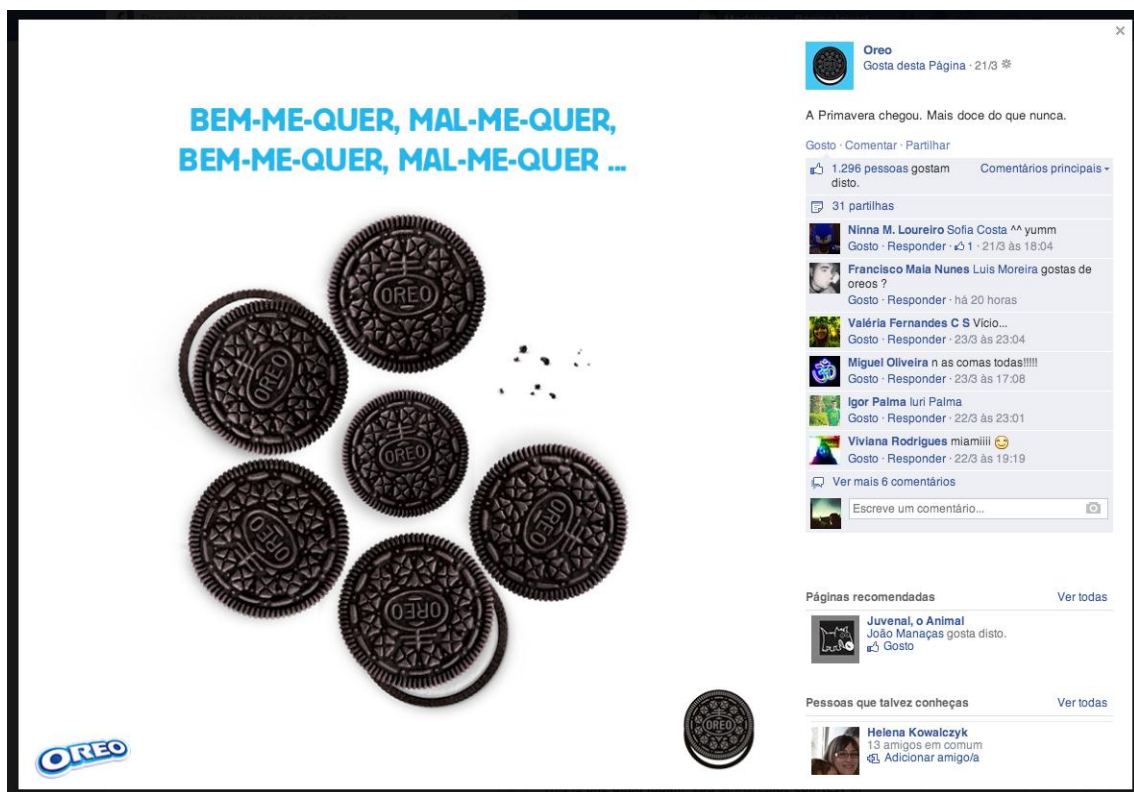 BEM-ME-QUER, MAL-ME-QUER,
BEM-ME-QUER, MAL-ME-QUER ...
OREO
OREO
OREO
OREO
OREO
OREO
OREO
OREO
Oreo
Gosta desta Página · 21/3
A Primavera chegou. Mais doce do que nunca.
Gosto · Comentar · Partilhar
1.296 pessoas gostam disto.
Comentários principais
31 partilhas
Ninna M. Loureiro Sofia Costa ^^ yumm
Gosto · Responder · 1 · 21/3 às 18:04
Francisco Maia Nunes Luis Moreira gostas de
oreos ?
Gosto · Responder · há 20 horas
Valéria Fernandes C S Vício...
Gosto · Responder · 23/3 às 23:04
Miguel Oliveira n as comas todas!!!!!
Gosto · Responder · 23/3 às 17:08
Igor Palma Iuri Palma
Gosto · Responder · 22/3 às 23:01
Viviana Rodrigues miamiiii
Gosto · Responder · 22/3 às 19:19
Ver mais 6 comentários
Escreve um comentário...
Páginas recomendadas
Ver todas
Juvenal, o Animal
João Manaças gosta disto.
Gosto
Pessoas que talvez conheças
Ver todas
Helena Kowalczyk
13 amigos em comum
Adicionar amigo/a